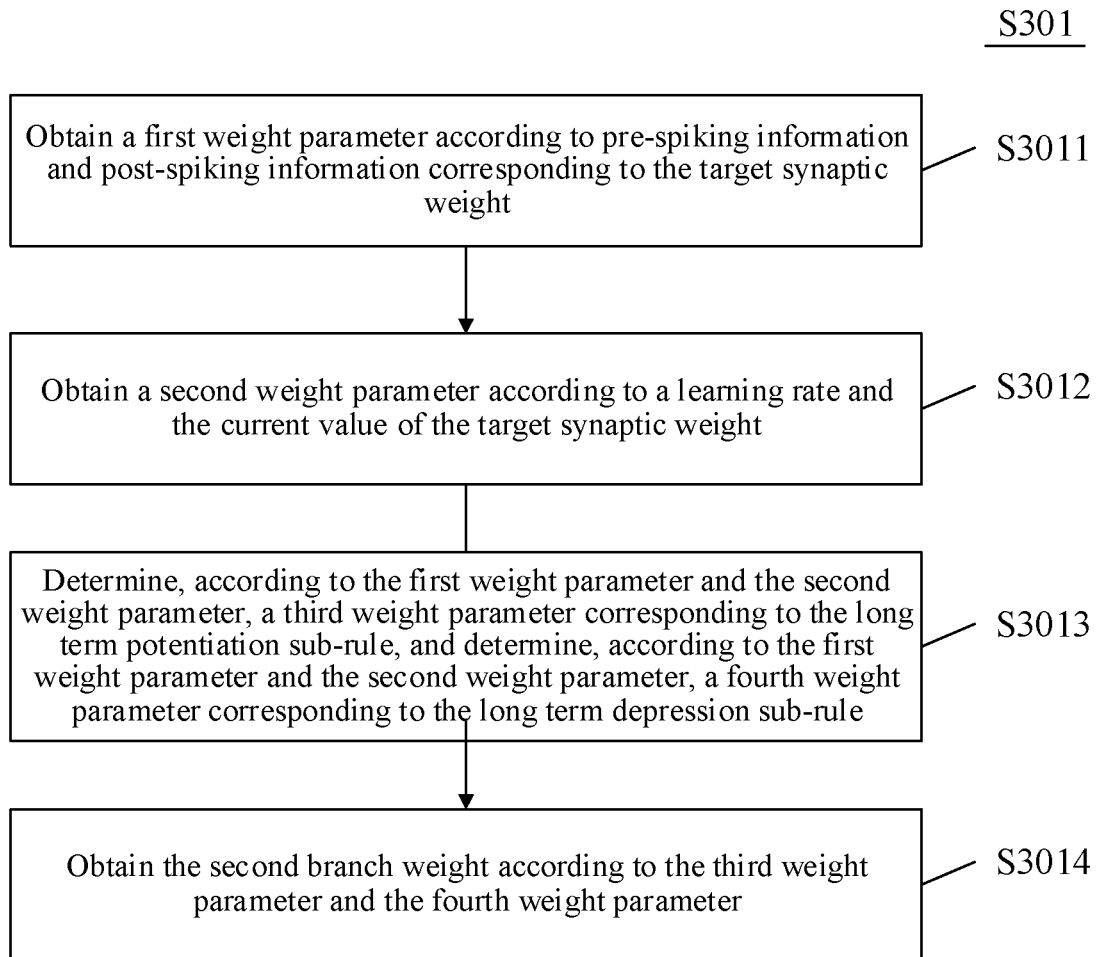 S301
Obtain a first weight parameter according to pre-spiking information
and post-spiking information corresponding to the target synaptic
weight
S3011
Obtain a second weight parameter according to a learning rate and
the current value of the target synaptic weight
S3012
Determine, according to the first weight parameter and the second
weight parameter, a third weight parameter corresponding to the long
term potentiation sub-rule, and determine, according to the first
weight parameter and the second weight parameter, a fourth weight
parameter corresponding to the long term depression sub-rule
S3013
Obtain the second branch weight according to the third weight
parameter and the fourth weight parameter
S3014